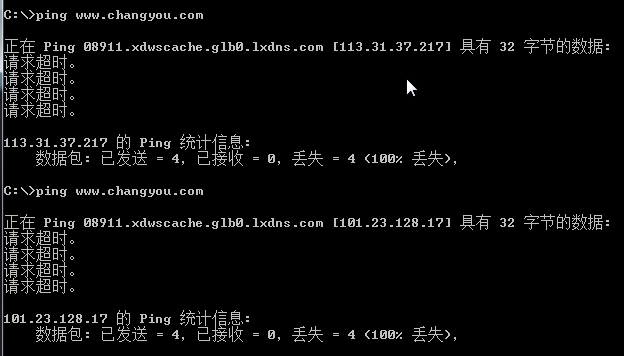 C:\>ping www.changyou.com
正在 Ping 08911.xdwscache.glb0.lxdns.com [113.31.37.217] 具有 32 字节的数据:
请求超时。
请求超时。
请求超时。
请求超时。
113.31.37.217 的 Ping 统计信息:
数据包: 已发送 = 4, 已接收 = 0, 丢失 = 4 (100% 丢失),
C:\>ping www.changyou.com
正在 Ping 08911.xdwscache.glb0.lxdns.com [101.23.128.17] 具有 32 字节的数据:
请求超时。
请求超时。
请求超时。
请求超时。
101.23.128.17 的 Ping 统计信息:
数据包: 已发送 = 4, 已接收 = 0, 丢失 = 4 (100% 丢失),